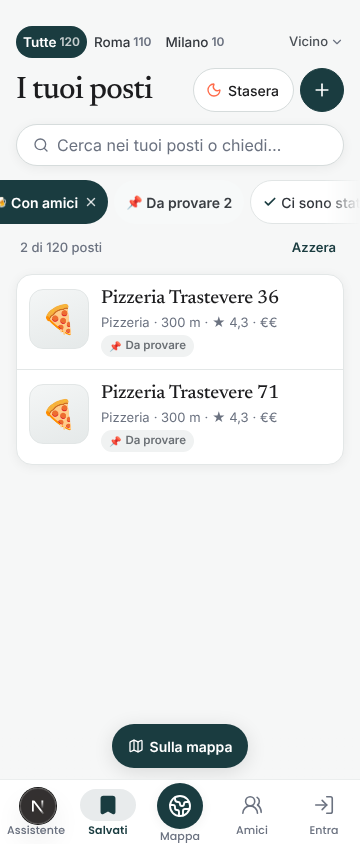 Tutte 120 Roma 110 Milano 10 Vicino
I tuoi posti Stasera
Cerca nei tuoi posti o chiedi...
Con amici Da provare 2 Ci sono stat
2 di 120 posti Azzera
Pizzeria Trastevere 36
Pizzeria · 300 m · ★ 4,3 · €€
Da provare
Pizzeria Trastevere 71
Pizzeria · 300 m · ★ 4,3 · €€
Da provare
Sulla mappa
N
Assistente Salvati Mappa Amici Entra